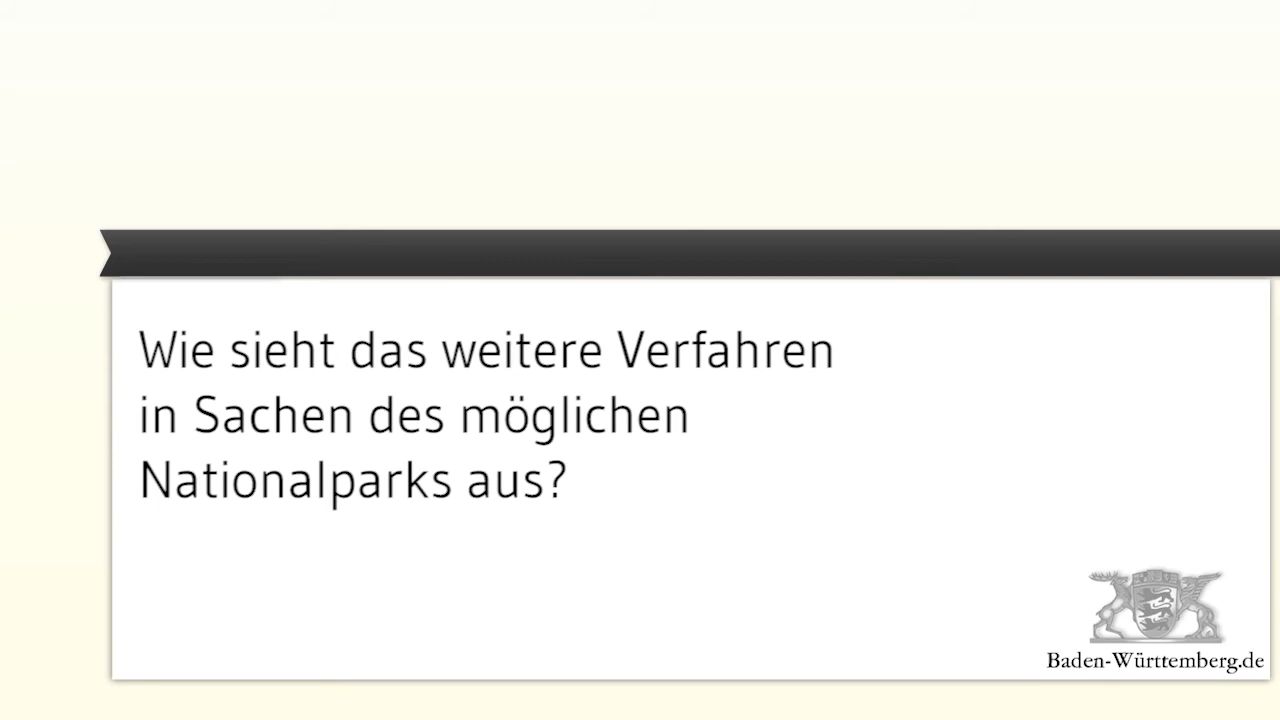 Wie sieht das weitere Verfahren
in Sachen des möglichen
Nationalparks aus?
Baden-Württemberg.de